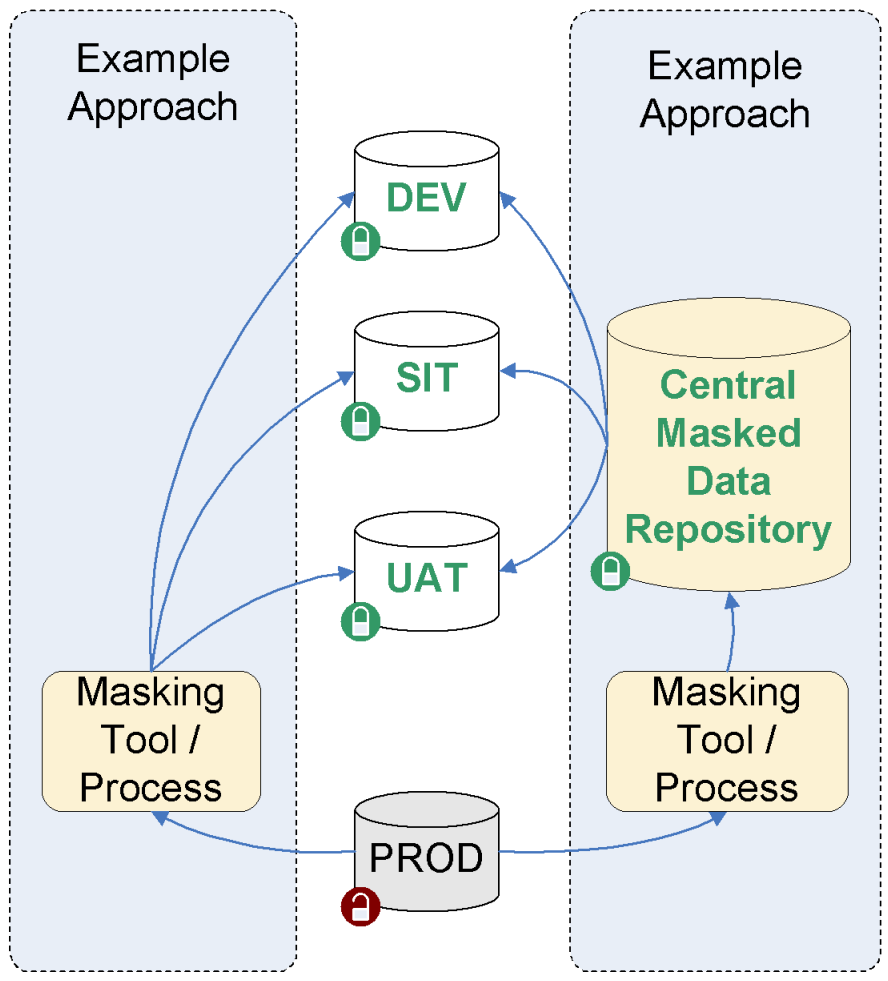 Example
Approach
Example
Approach
DEV
SIT
Central
Masked
Data
Repository
UAT
Masking
Tool /
Process
Masking
Tool /
Process
PROD